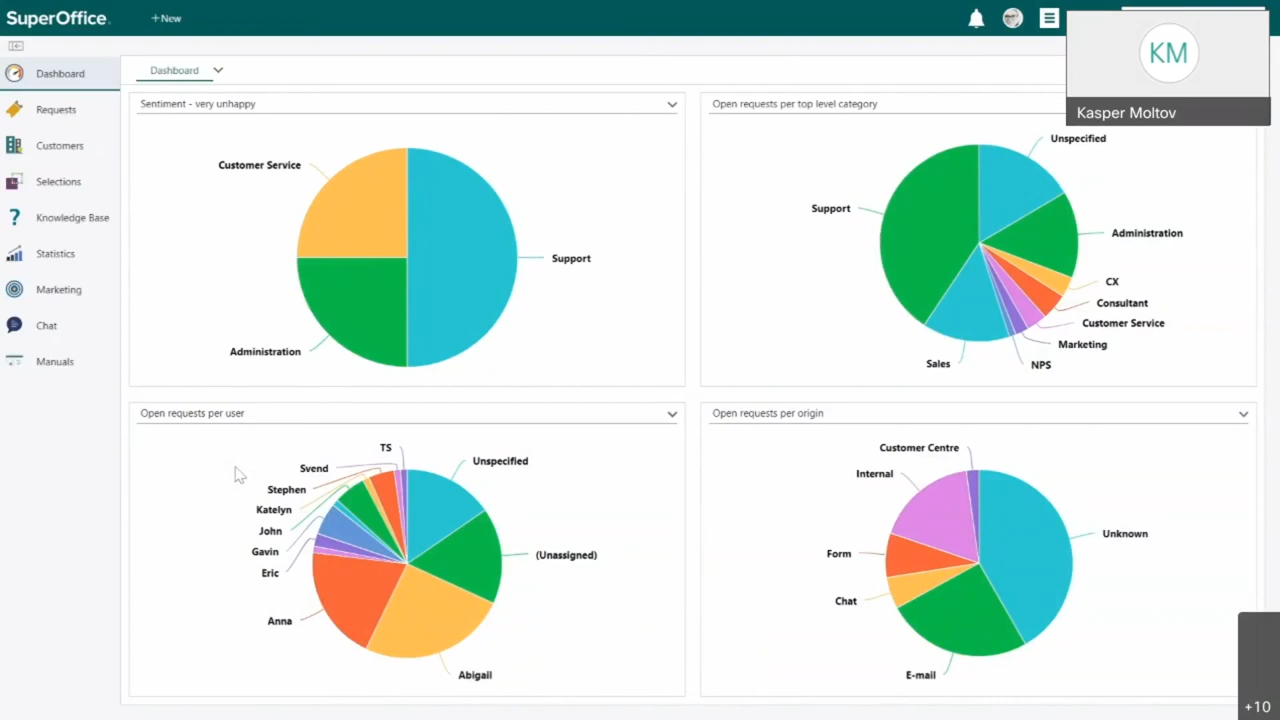 SuperOffice.
+ New
KM
Kasper Moltov
Dashboard
Requests
Customers
Selections
Knowledge Base
Statistics
Marketing
Chat
Manuals
Dashboard
Sentiment - very unhappy
Customer Service
Support
Administration
Open requests per top level category
Unspecified
Support
Administration
CX
Consultant
Customer Service
Marketing
Sales
NPS
Open requests per user
TS
Unspecified
Svend
Stephen
Katelyn
John
Gavin
(Unassigned)
Eric
Anna
Abigail
Open requests per origin
Customer Centre
Internal
Unknown
Form
Chat
E-mail
+10